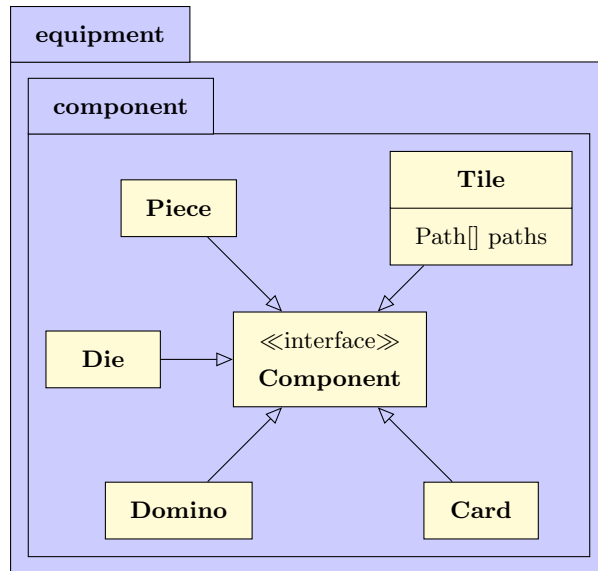 equipment
component
Piece
Tile
Path[] paths
Die
≪interface≫
Component
Domino
Card